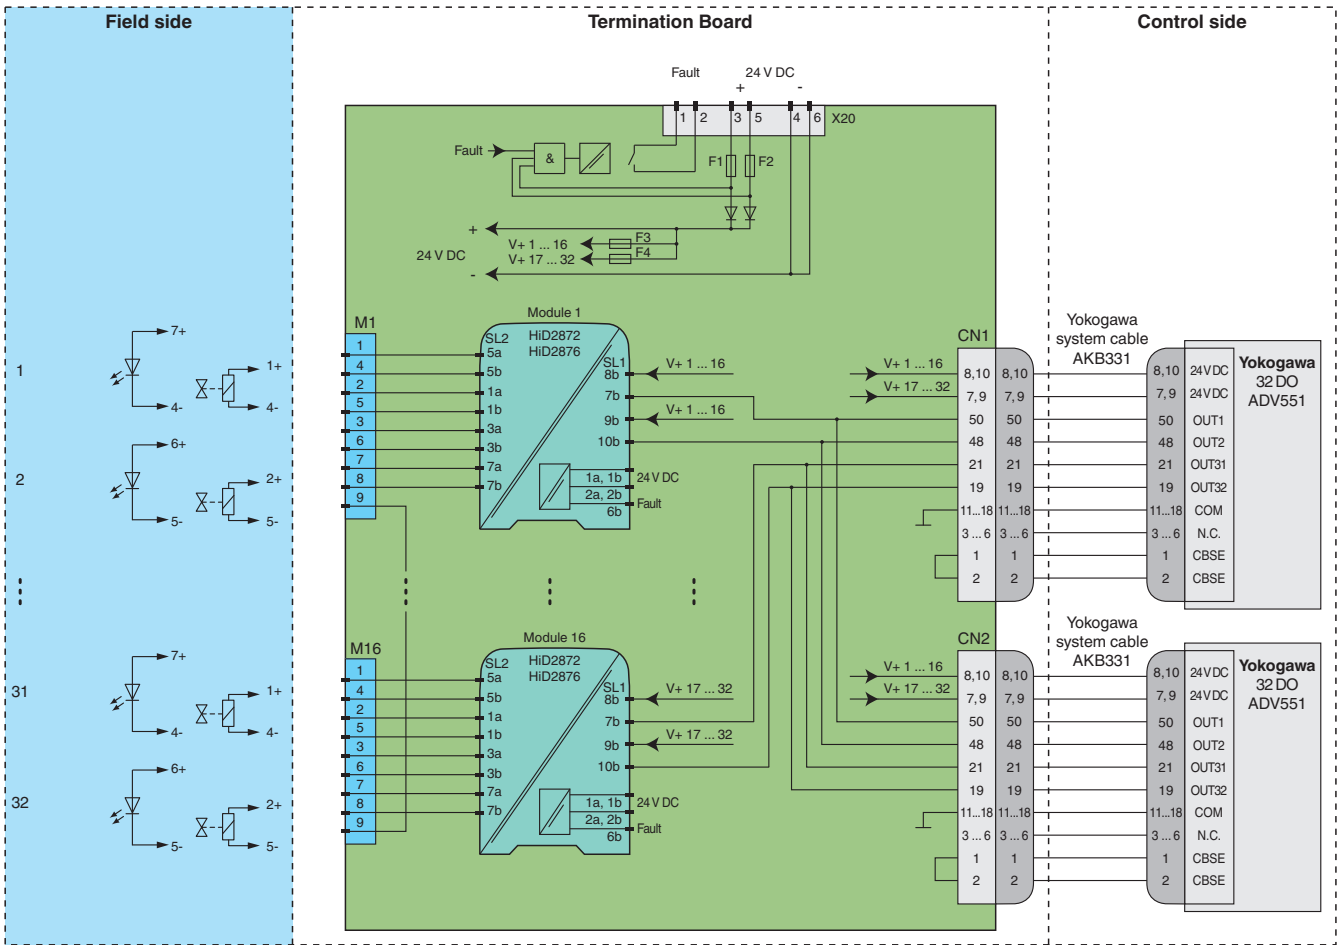 Field side
Termination Board
Control side
Fault 24 V DC
+ -
1 2 3 5 4 6 X20
Fault
&
F1 F2
+
24 V DC
-
V+ 1 ... 16
V+ 17 ... 32
F3
F4
1
7+
4-
1+
4-
2
6+
5-
2+
5-
31
7+
4-
1+
4-
32
6+
5-
2+
5-
M1
1
4
2
5
3
6
7
8
9
Module 1
SL2
HiD2872
HiD2876
5a
5b
1a
1b
3a
3b
7a
7b
SL1
8b
7b
9b
10b
V+ 1 ... 16
V+ 1 ... 16
1a, 1b
2a, 2b
6b
24 V DC
Fault
M16
1
4
2
5
3
6
7
8
9
Module 16
SL2
HiD2872
HiD2876
5a
5b
1a
1b
3a
3b
7a
7b
SL1
8b
7b
9b
10b
V+ 17 ... 32
V+ 17 ... 32
1a, 1b
2a, 2b
6b
24 V DC
Fault
CN1
V+ 1 ... 16
V+ 17 ... 32
Yokogawa
system cable
AKB331
Yokogawa
32 DO
ADV551
8,10 8,10 8,10 24VDC
7, 9 7, 9 7, 9 24VDC
50 50 50 OUT1
48 48 48 OUT2
21 21 21 OUT31
19 19 19 OUT32
11...18 11...18 11...18 COM
3 ... 6 3 ... 6 3 ... 6 N.C.
1 1 1 CBSE
2 2 2 CBSE
CN2
V+ 1 ... 16
V+ 17 ... 32
Yokogawa
system cable
AKB331
Yokogawa
32 DO
ADV551
8,10 8,10 8,10 24VDC
7, 9 7, 9 7, 9 24VDC
50 50 50 OUT1
48 48 48 OUT2
21 21 21 OUT31
19 19 19 OUT32
11...18 11...18 11...18 COM
3 ... 6 3 ... 6 3 ... 6 N.C.
1 1 1 CBSE
2 2 2 CBSE